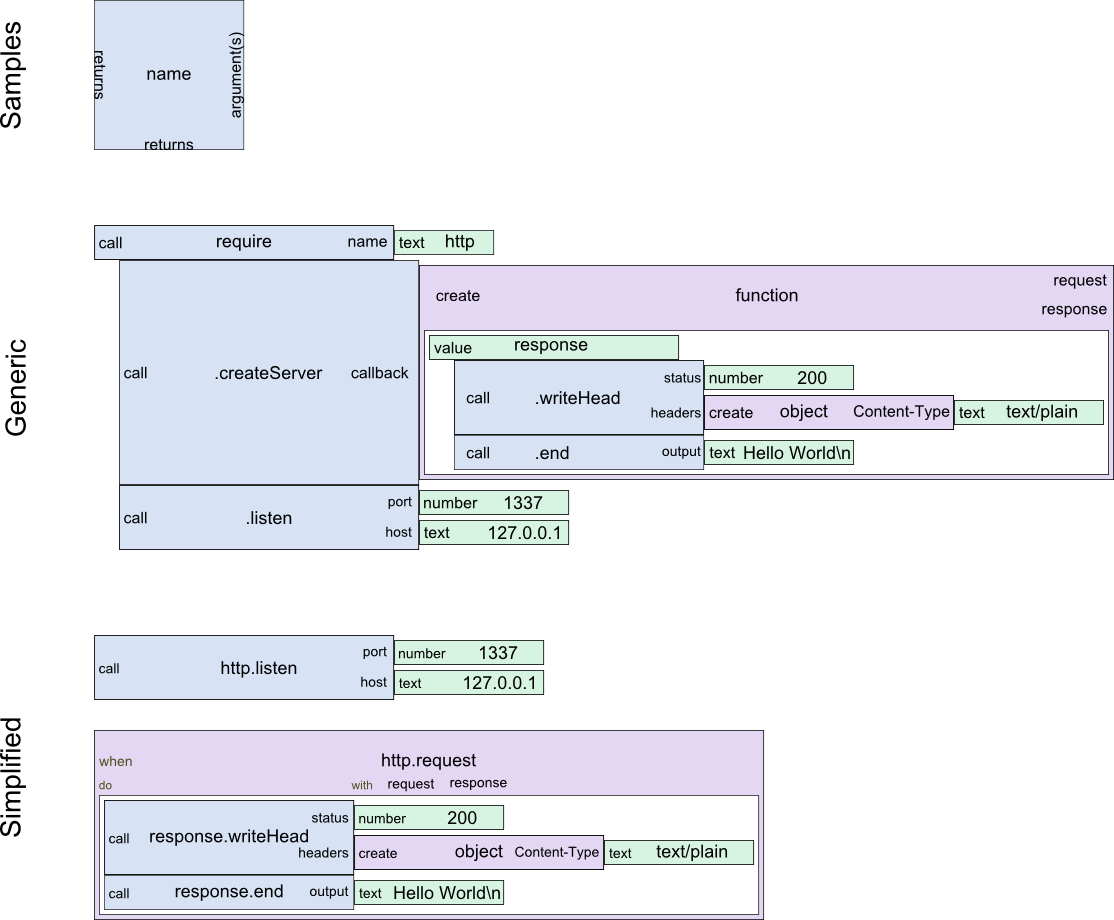 Samples
returns name argument(s)
returns
Generic
call require name text http
call .createServer callback
create function request
response
value response
call .writeHead status number 200
headers create object Content-Type text text/plain
call .end output text Hello World\n
call .listen port number 1337
host text 127.0.0.1
Simplified
call http.listen port number 1337
host text 127.0.0.1
when http.request
do with request response
call response.writeHead status number 200
headers create object Content-Type text text/plain
call response.end output text Hello World\n